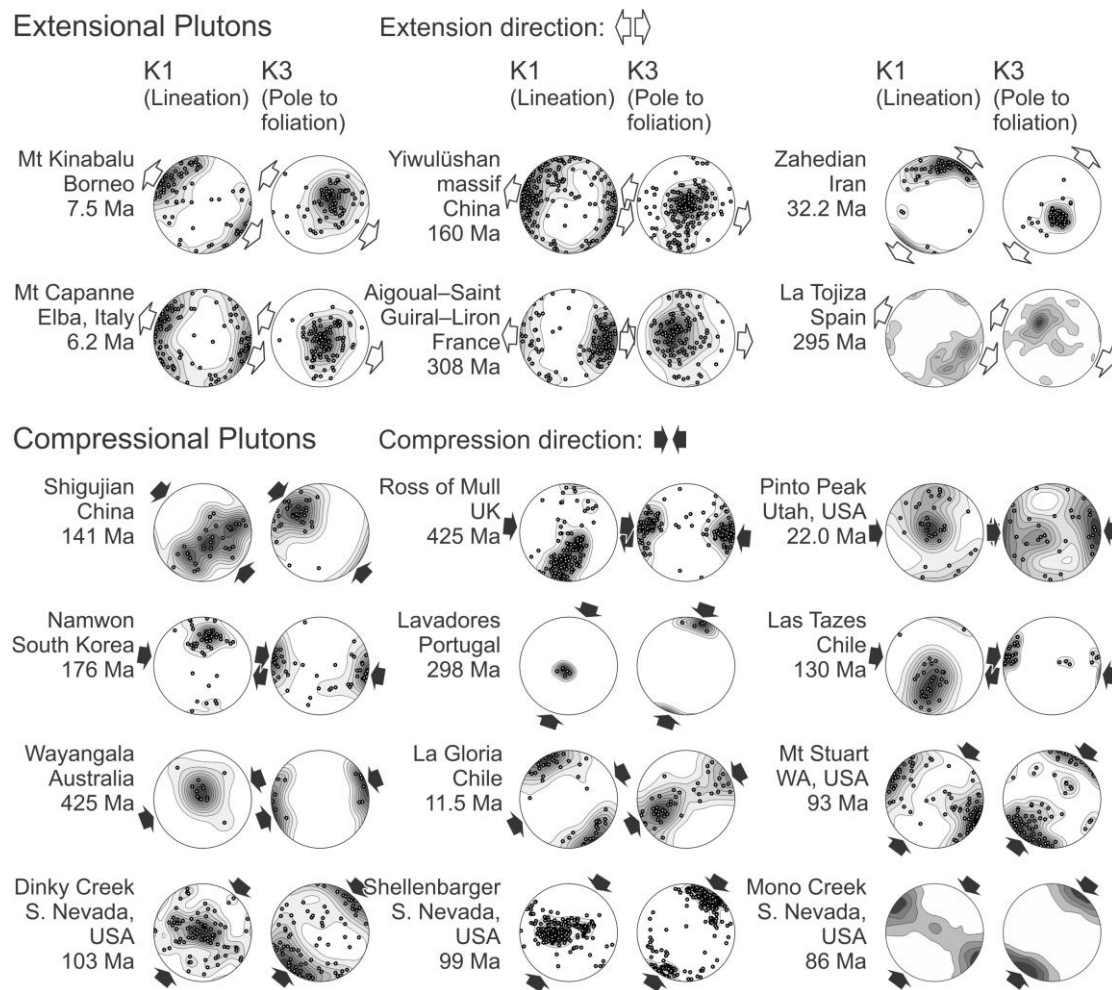 Extensional Plutons
Extension direction:
K1
(Lineation)
K3
(Pole to
foliation)
K1
(Lineation)
K3
(Pole to
foliation)
K1
(Lineation)
K3
(Pole to
foliation)
Mt Kinabalu
Borneo
7.5 Ma
Yiwulüshan
massif
China
160 Ma
Zahedian
Iran
32.2 Ma
Mt Capanne
Elba, Italy
6.2 Ma
Aigoual–Saint
Guiral–Liron
France
308 Ma
La Tojiza
Spain
295 Ma
Compressional Plutons
Compression direction:
Shigujian
China
141 Ma
Ross of Mull
UK
425 Ma
Pinto Peak
Utah, USA
22.0 Ma
Namwon
South Korea
176 Ma
Lavadores
Portugal
298 Ma
Las Tazes
Chile
130 Ma
Wayangala
Australia
425 Ma
La Gloria
Chile
11.5 Ma
Mt Stuart
WA, USA
93 Ma
Dinky Creek
S. Nevada,
USA
103 Ma
Shellenbarger
S. Nevada,
USA
99 Ma
Mono Creek
S. Nevada,
USA
86 Ma